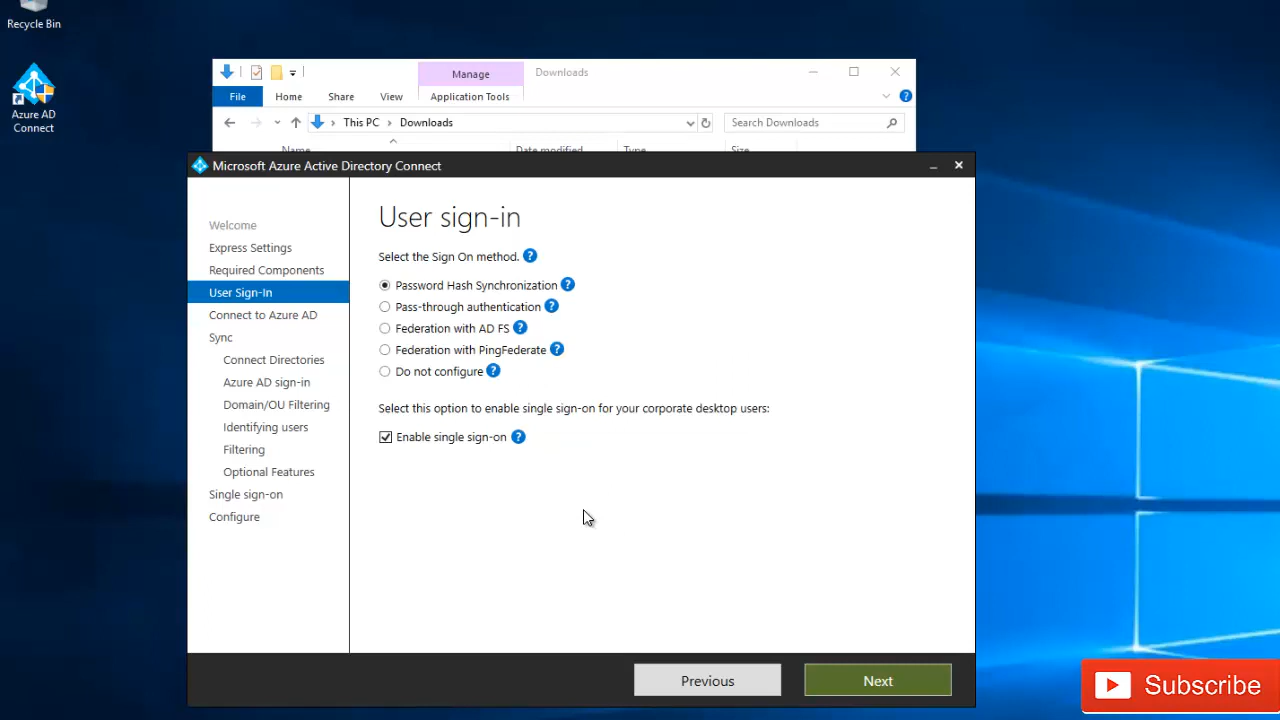 Recycle Bin
Azure AD
Connect
Manage
Downloads
File
Home
Share
View
Application Tools
This PC
Downloads
Search Downloads
Name
Date modified
Type
Size
Microsoft Azure Active Directory Connect
Welcome
Express Settings
Required Components
User Sign-In
Connect to Azure AD
Sync
Connect Directories
Azure AD sign-in
Domain/OU Filtering
Identifying users
Filtering
Optional Features
Single sign-on
Configure
User sign-in
Select the Sign On method. ?
Password Hash Synchronization ?
Pass-through authentication ?
Federation with AD FS ?
Federation with PingFederate ?
Do not configure ?
Select this option to enable single sign-on for your corporate desktop users:
Enable single sign-on ?
Previous
Next
Subscribe